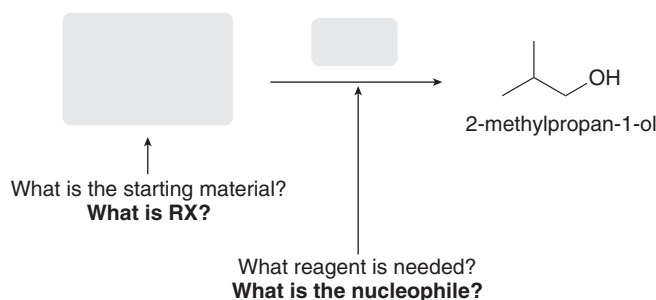 OH
2-methylpropan-1-ol
What is the starting material?
What is RX?
What reagent is needed?
What is the nucleophile?